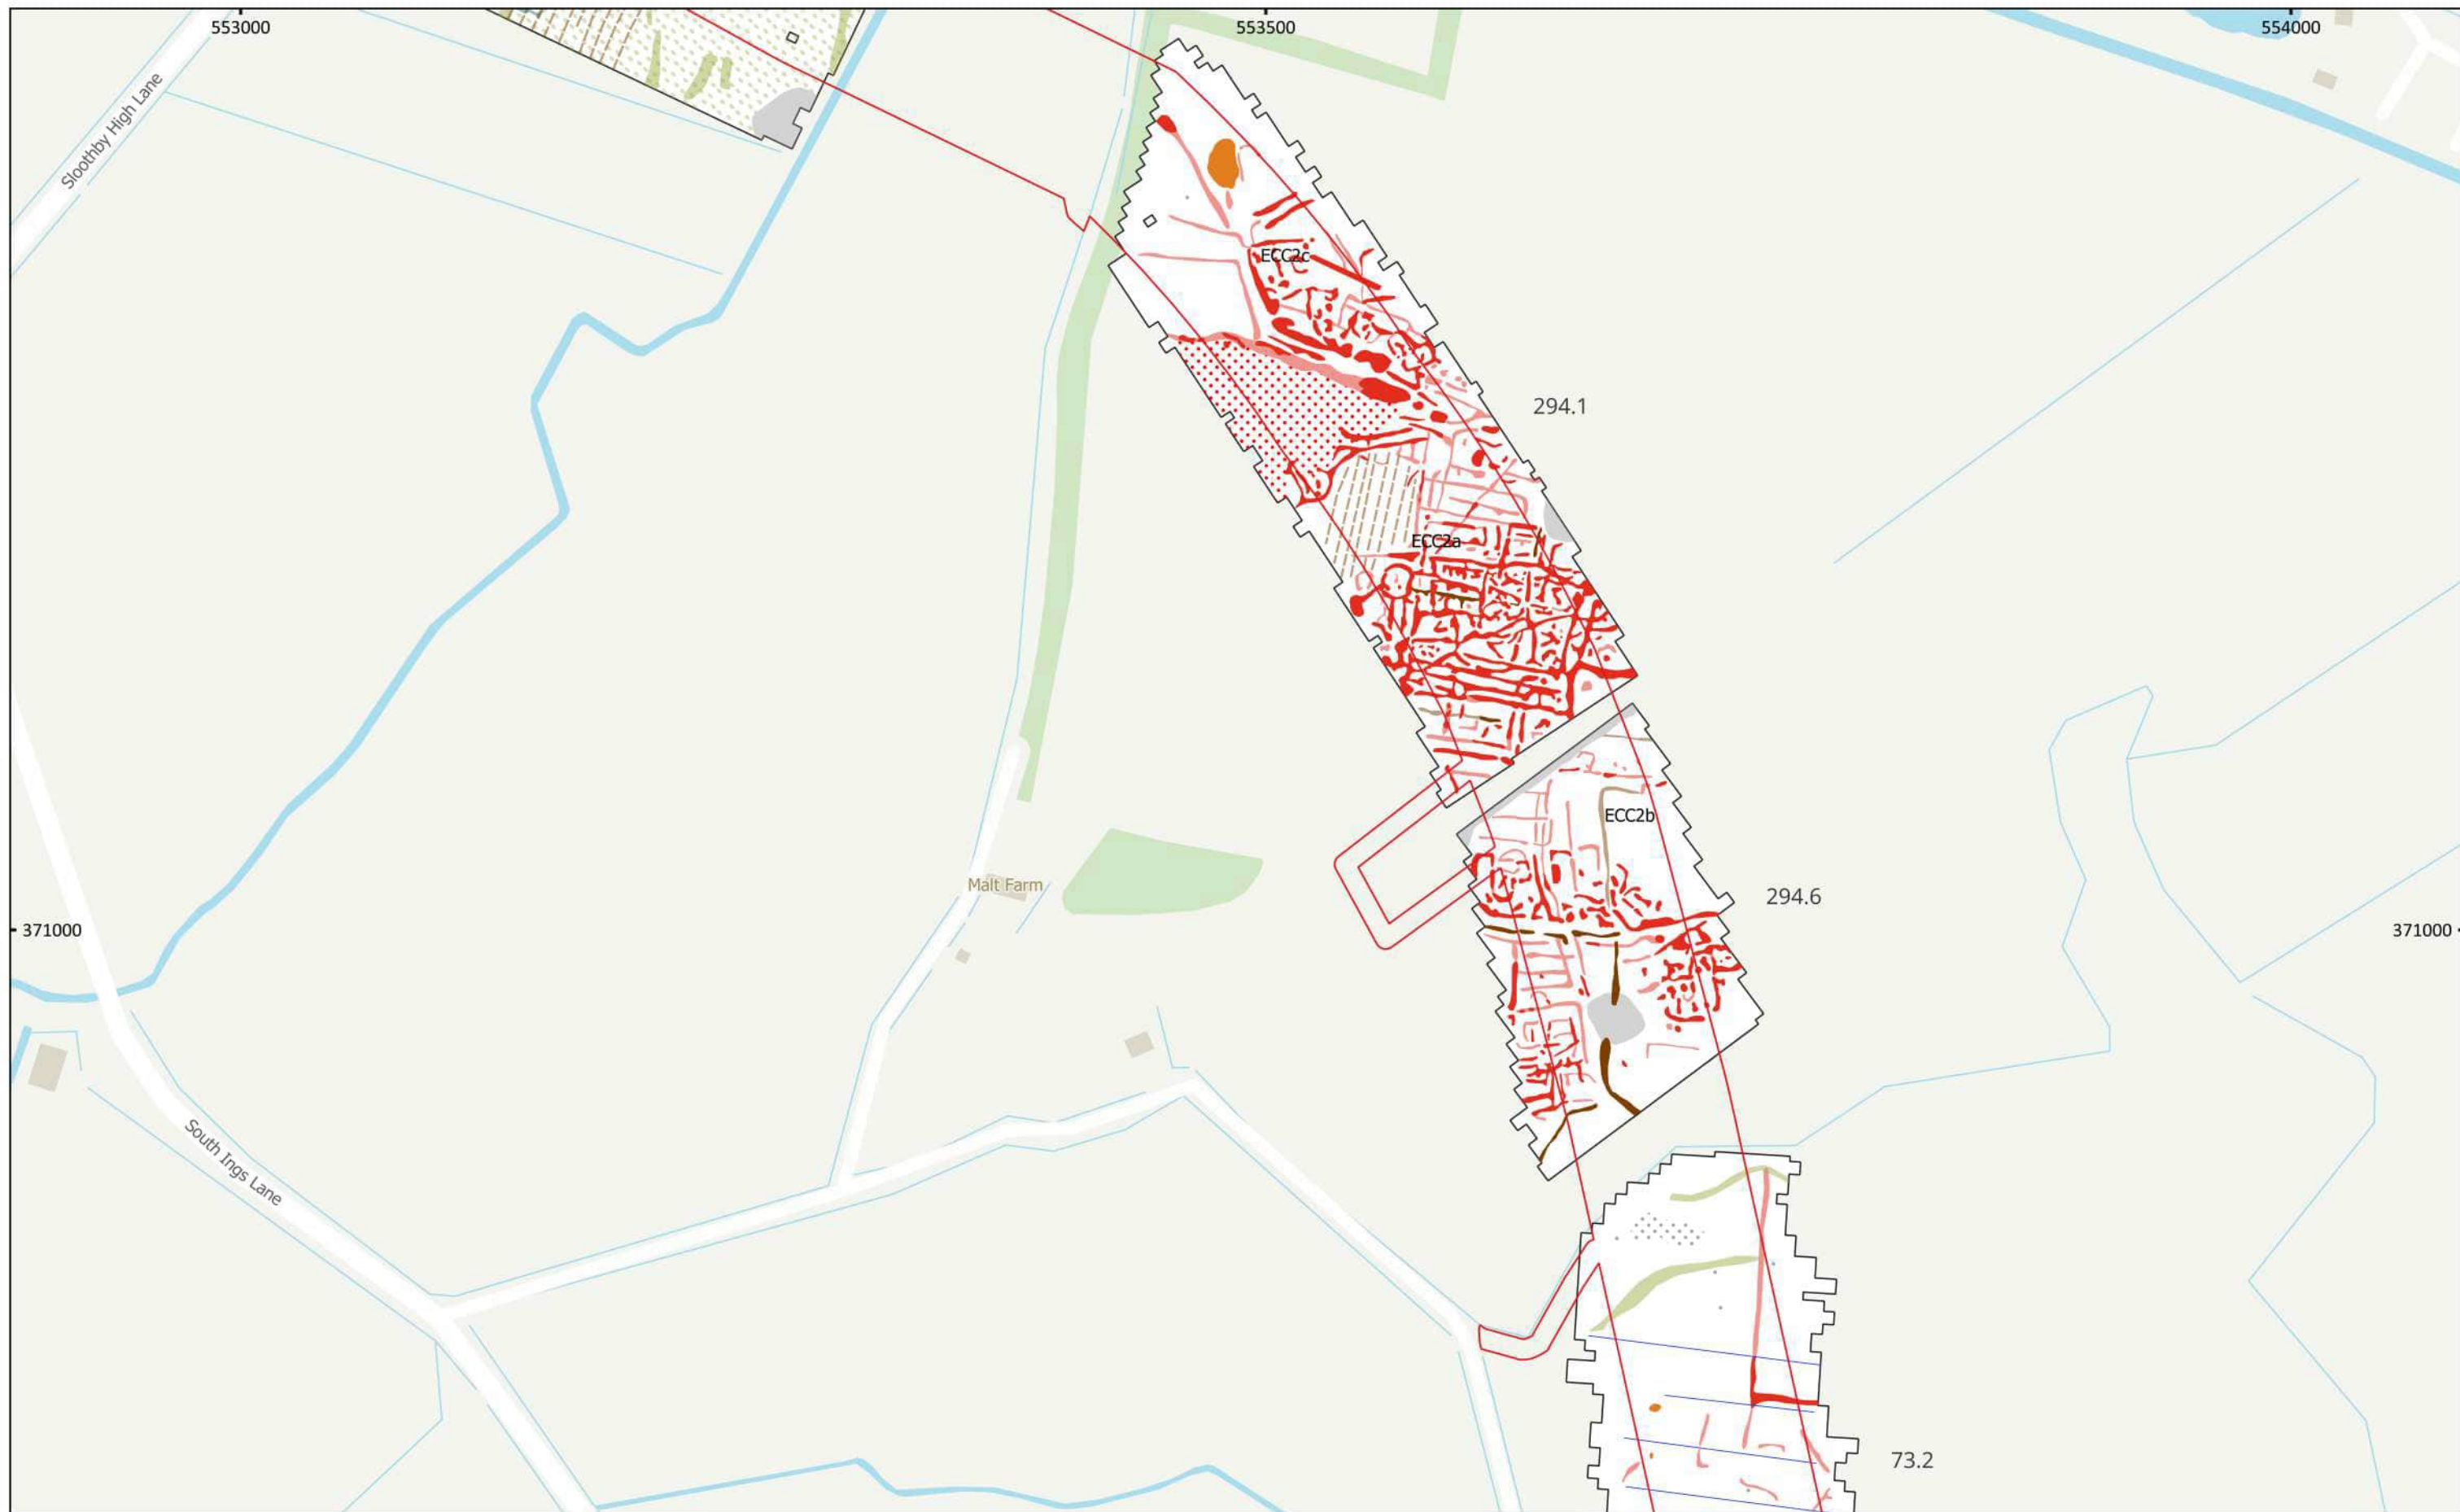 553000
553500
554000
Sloothby High Lane
ECC2c
294.1
ECC2a
ECC2b
Malt Farm
294.6
371000
371000
South Ings Lane
73.2